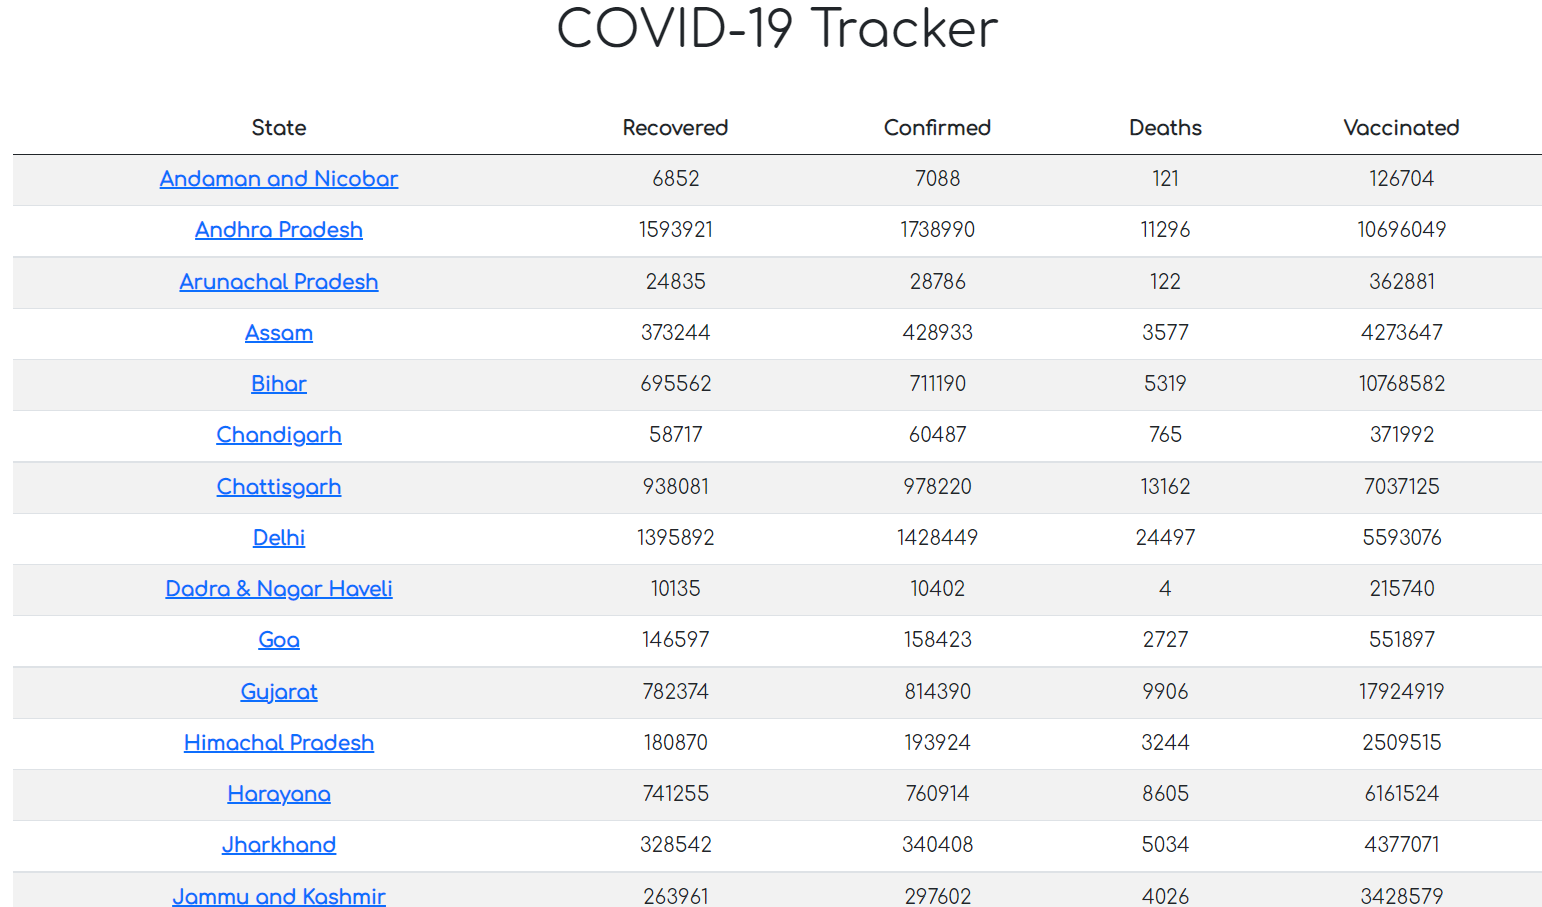 COVID-19 Tracker
State Recovered Confirmed Deaths Vaccinated
Andaman and Nicobar 6852 7088 121 126704
Andhra Pradesh 1593921 1738990 11296 10696049
Arunachal Pradesh 24835 28786 122 362881
Assam 373244 428933 3577 4273647
Bihar 695562 711190 5319 10768582
Chandigarh 58717 60487 765 371992
Chattisgarh 938081 978220 13162 7037125
Delhi 1395892 1428449 24497 5593076
Dadra & Nagar Haveli 10135 10402 4 215740
Goa 146597 158423 2727 551897
Gujarat 782374 814390 9906 17924919
Himachal Pradesh 180870 193924 3244 2509515
Harayana 741255 760914 8605 6161524
Jharkhand 328542 340408 5034 4377071
Jammu and Kashmir 263961 297602 4026 3428579